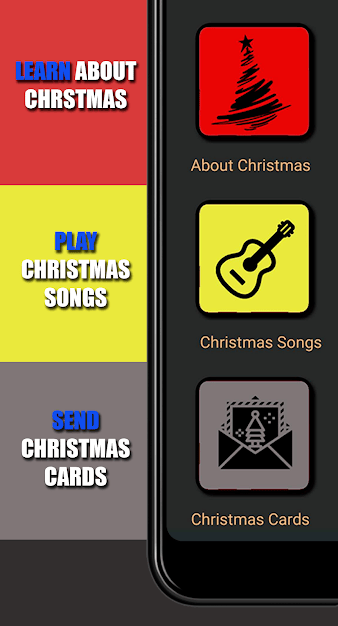 LEARN ABOUT
CHRSTMAS
About Christmas
PLAY
CHRISTMAS
SONGS
Christmas Songs
SEND
CHRISTMAS
CARDS
Christmas Cards